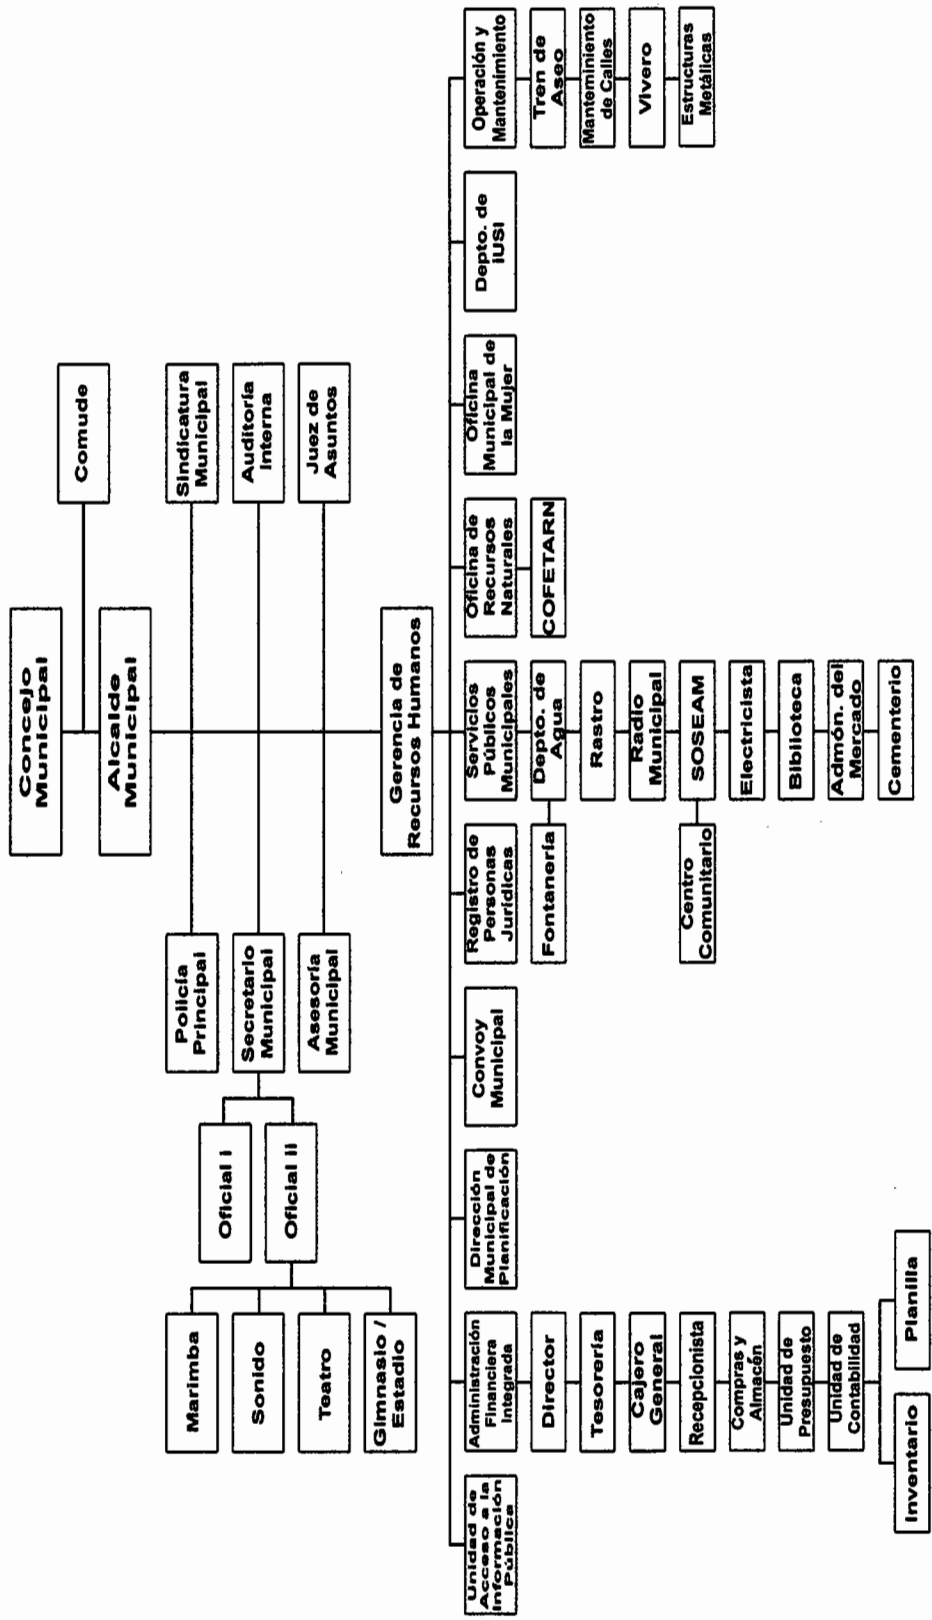 Concejo
Municipal
Comude
Alcalde
Municipal
Policía
Principal
Sindicatura
Municipal
Secretario
Municipal
Auditoría
Interna
Asesoría
Municipal
Juez de
Asuntos
Oficial I
Oficial II
Marimba
Sonido
Teatro
Gimnasio /
Estadio
Gerencia de
Recursos Humanos
Unidad de
Acceso a la
Información
Pública
Administración
Financiera
Integrada
Director
Tesorería
Cajero
General
Recepcionista
Compras y
Almacén
Unidad de
Presupuesto
Unidad de
Contabilidad
Inventario
Planilla
Dirección
Municipal de
Planificación
Convoy
Municipal
Registro de
Personas
Jurídicas
Servicios
Públicos
Municipales
Fontanería
Depto. de
Agua
Rastro
Radio
Municipal
Centro
Comunitario
SOSEAM
Electricista
Biblioteca
Admón. del
Mercado
Cementerio
Oficina de
Recursos
Naturales
COFETARN
Oficina
Municipal de
la Mujer
Depto. de
IUSI
Operación y
Mantenimiento
Tren de
Aseo
Manteminiento
de Calles
Vivero
Estructuras
Metálicas